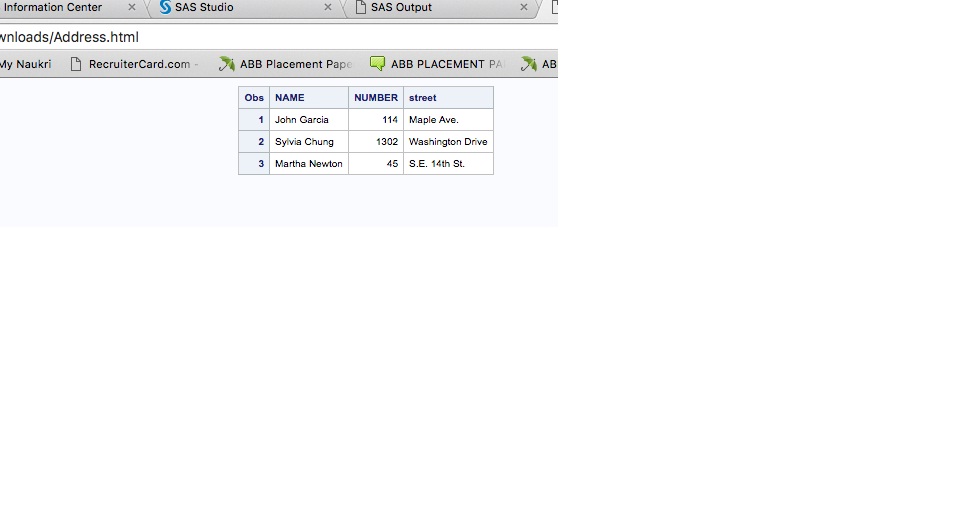 Information Center × SAS Studio × SAS Output ×
wnloads/Address.html
My Naukri RecruiterCard.com - ABB Placement Pape ABB PLACEMENT PA AB
Obs NAME NUMBER street
1 John Garcia 114 Maple Ave.
2 Sylvia Chung 1302 Washington Drive
3 Martha Newton 45 S.E. 14th St.